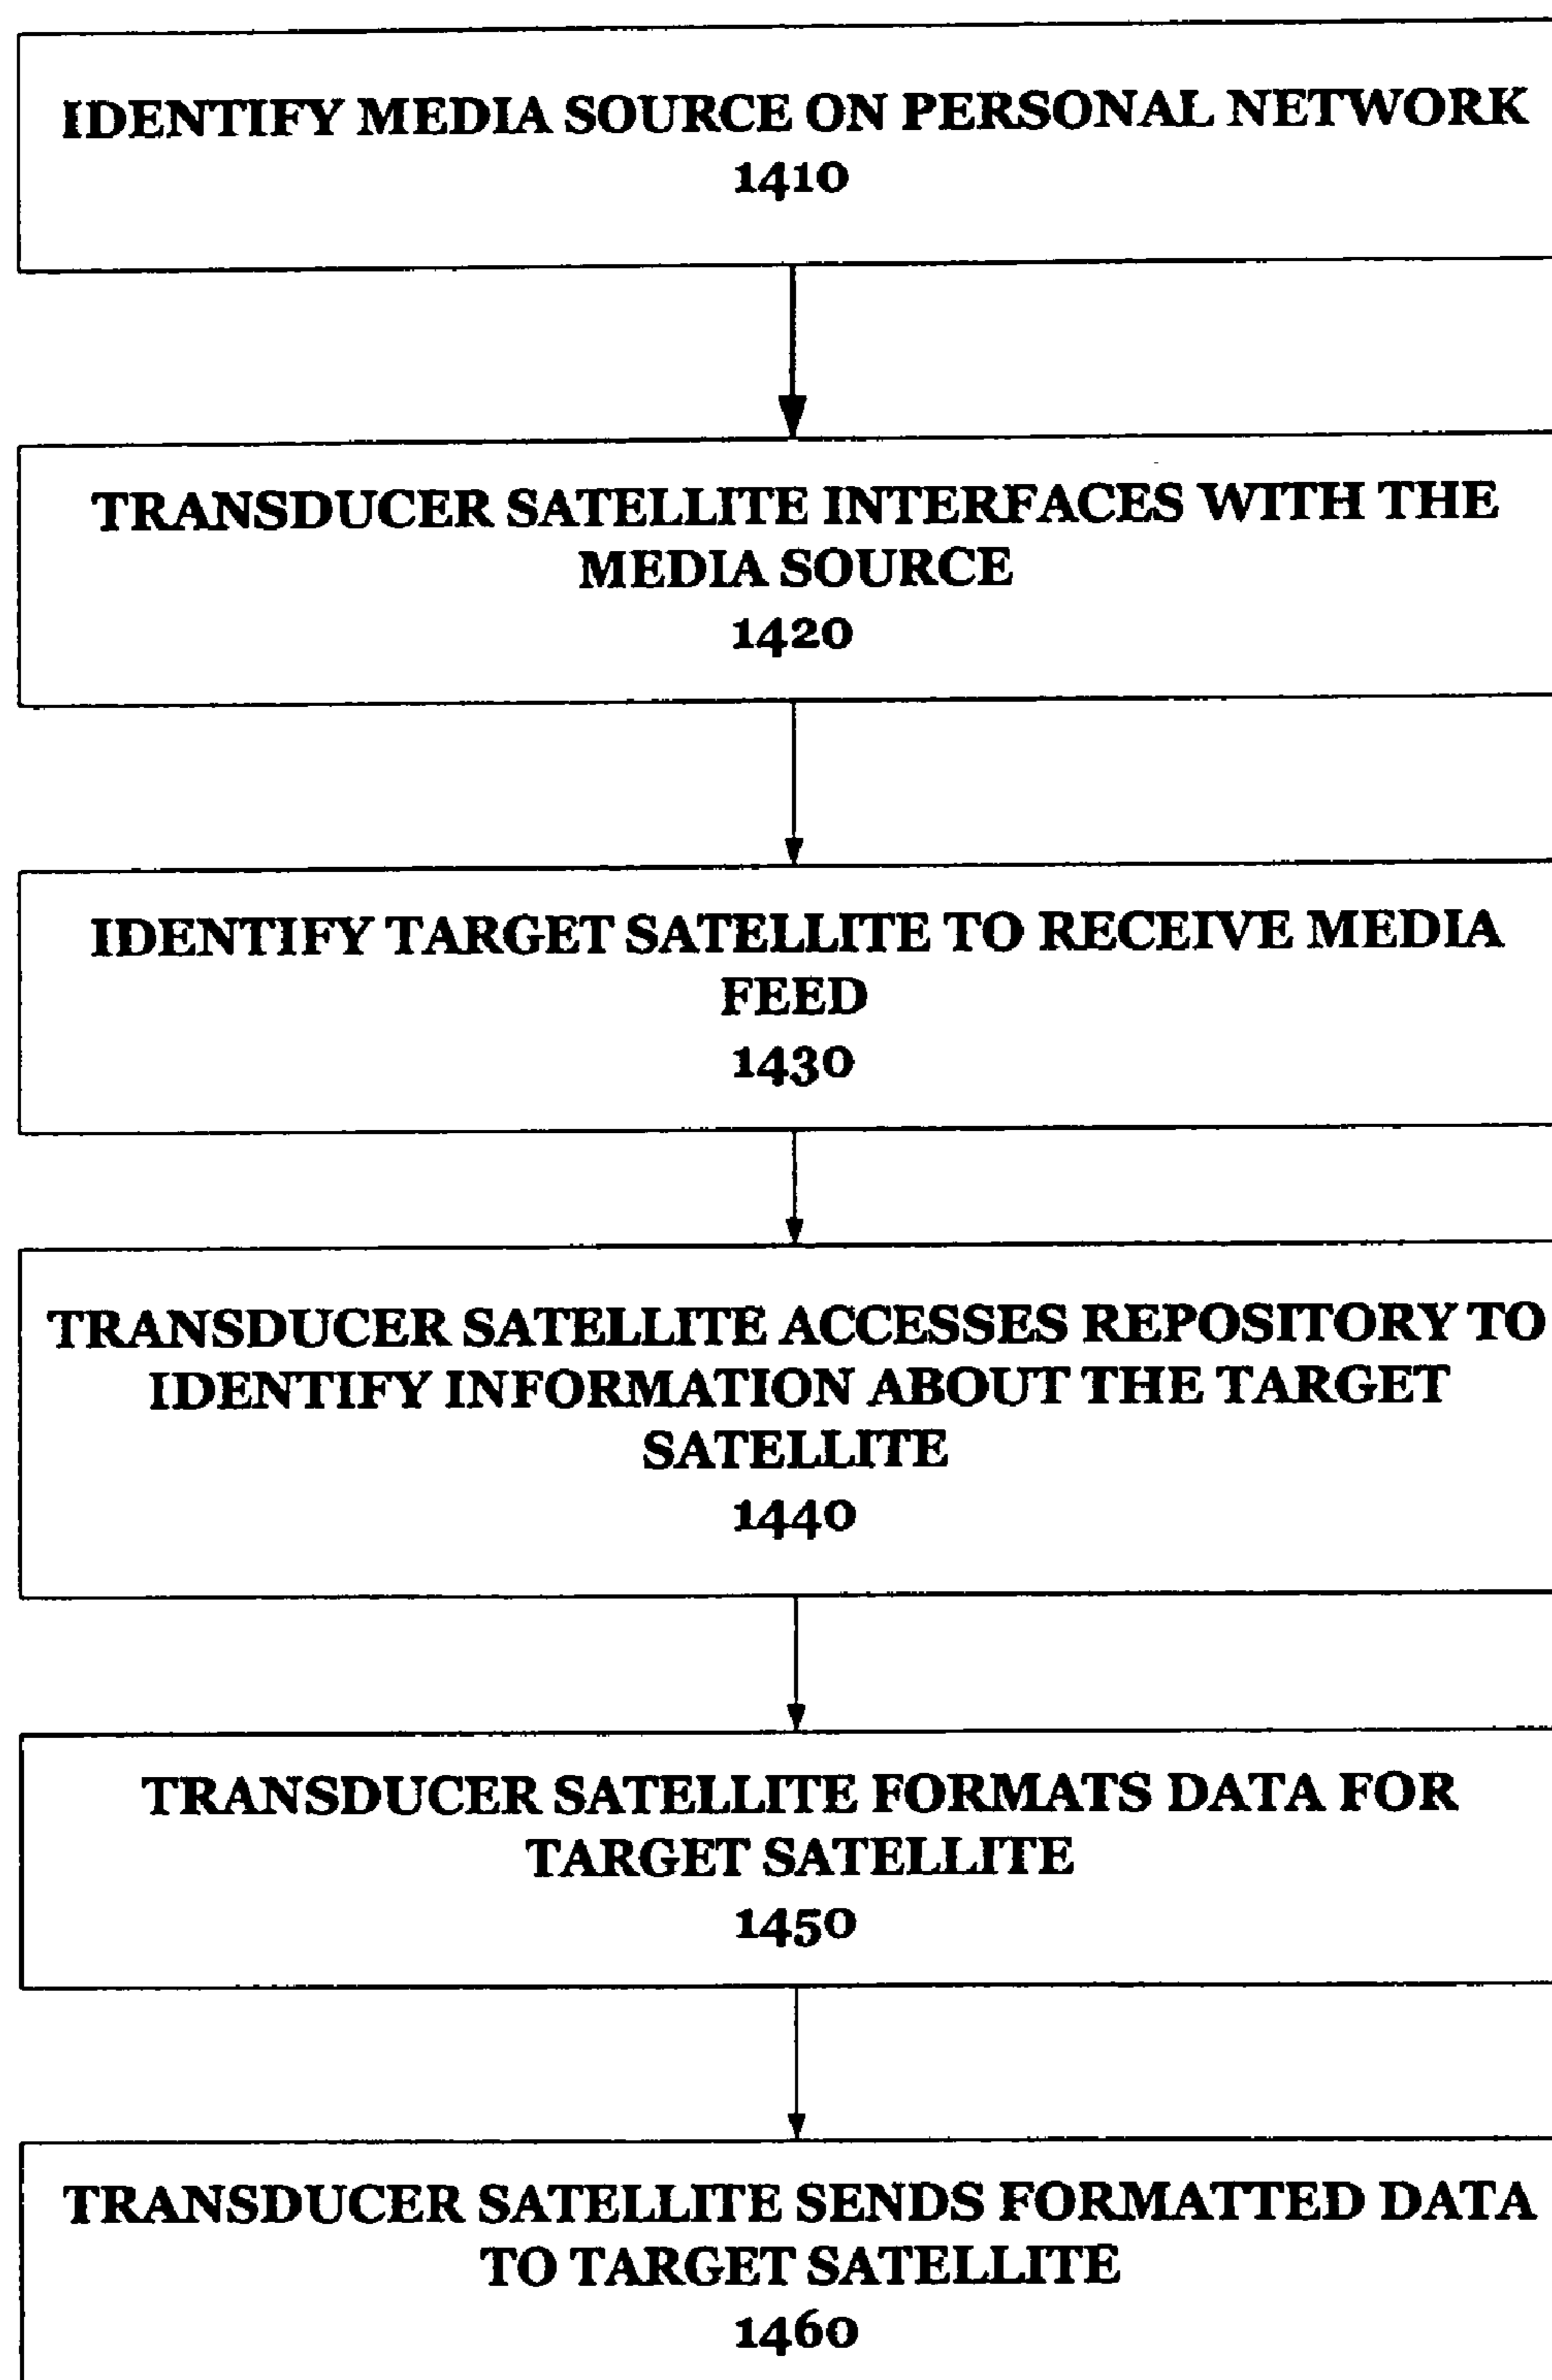 IDENTIFY MEDIA SOURCE ON PERSONAL NETWORK
1410
TRANSDUCER SATELLITE INTERFACES WITH THE
MEDIA SOURCE
1420
IDENTIFY TARGET SATELLITE TO RECEIVE MEDIA
FEED
1430
TRANSDUCER SATELLITE ACCESSES REPOSITORY TO
IDENTIFY INFORMATION ABOUT THE TARGET
SATELLITE
1440
TRANSDUCER SATELLITE FORMATS DATA FOR
TARGET SATELLITE
1450
TRANSDUCER SATELLITE SENDS FORMATTED DATA
TO TARGET SATELLITE
1460